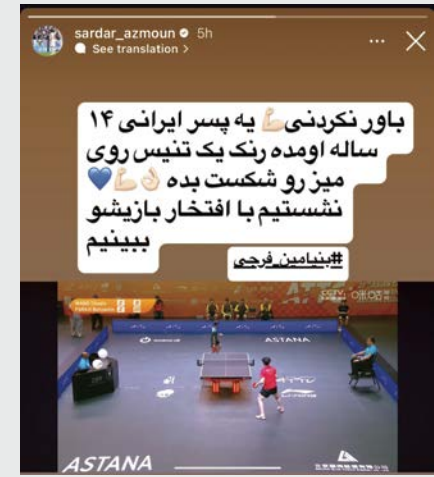 sardar_azmoun 5h
See translation >
باور نکردنی💪🏻 یه پسر ایرانی ۱۴
ساله اومده رنک یک تنیس روی
میز رو شکست بده 👌🏻💪🏻💙
نشستیم با افتخار بازیشو
ببینیم
#بنیامین_فرجی
ASTANA
ASTANA